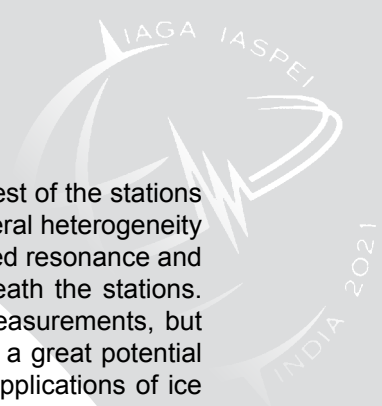 IAGA IASPEI
INDIA 2021
est of the stations
eral heterogeneity
ed resonance and
eath the stations.
easurements, but
a great potential
pplications of ice